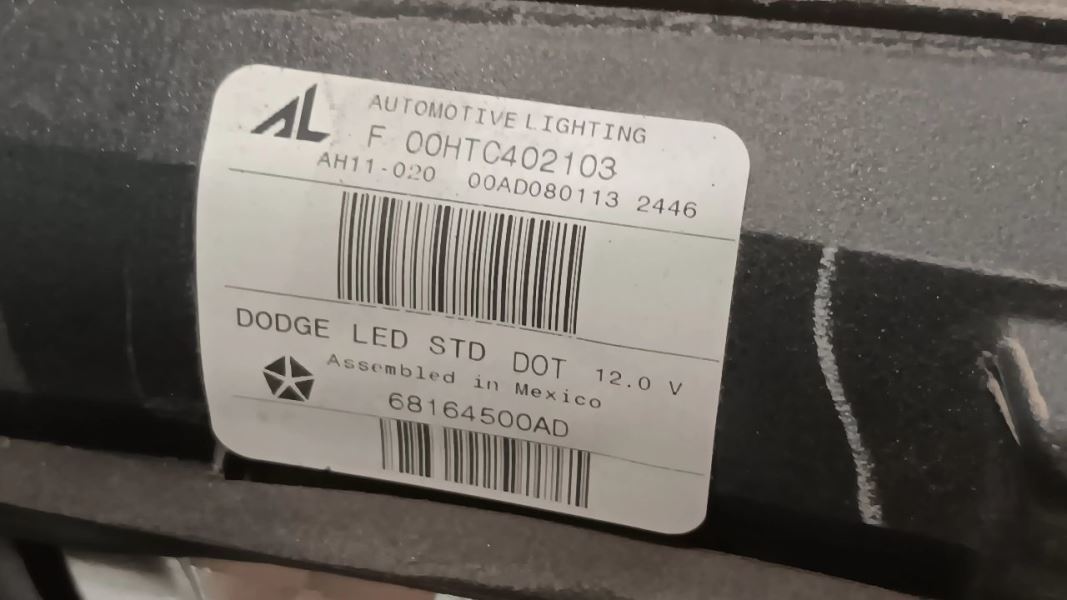 AL
AUTOMOTIVE LIGHTING
F 00HTC402103
AH11-020 00AD080113 2446
DODGE LED STD DOT 12.0 V
Assembled in Mexico
68164500AD